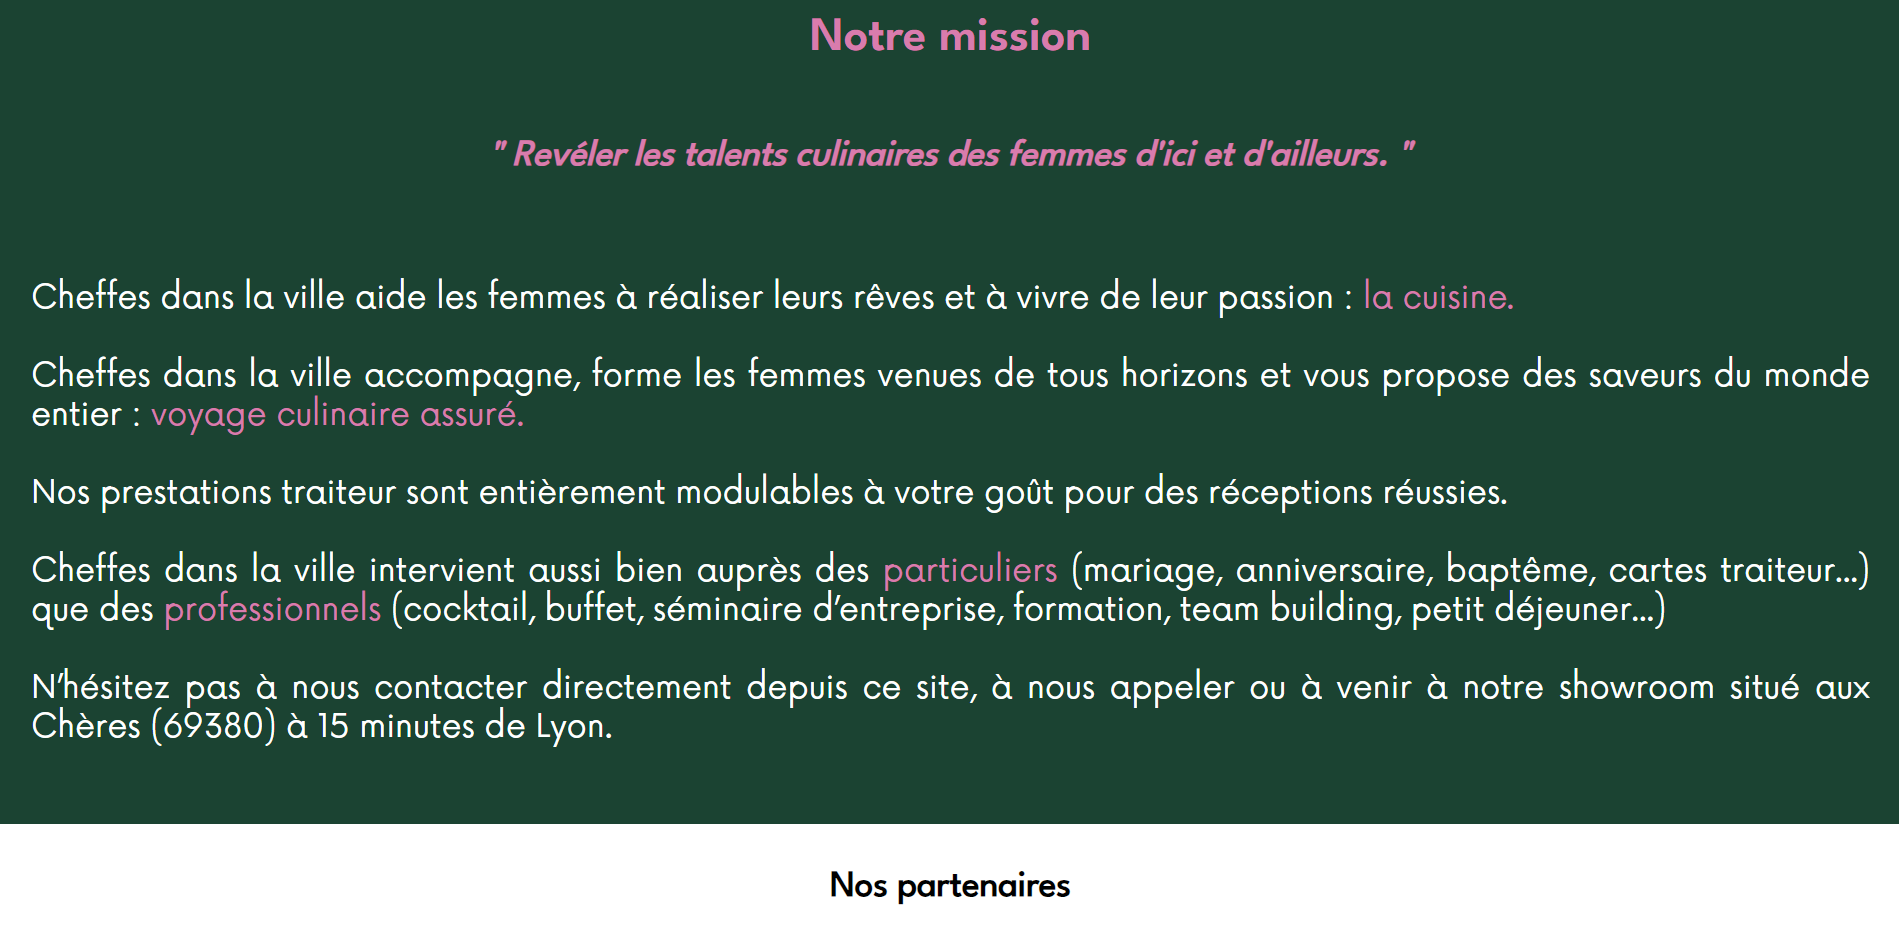 Notre mission
" Revéler les talents culinaires des femmes d'ici et d'ailleurs. "
Cheffes dans la ville aide les femmes à réaliser leurs rêves et à vivre de leur passion : la cuisine.
Cheffes dans la ville accompagne, forme les femmes venues de tous horizons et vous propose des saveurs du monde
entier : voyage culinaire assuré.
Nos prestations traiteur sont entièrement modulables à votre goût pour des réceptions réussies.
Cheffes dans la ville intervient aussi bien auprès des particuliers (mariage, anniversaire, baptême, cartes traiteur...)
que des professionnels (cocktail, buffet, séminaire d’entreprise, formation, team building, petit déjeuner...)
N’hésitez pas à nous contacter directement depuis ce site, à nous appeler ou à venir à notre showroom situé aux
Chères (69380) à 15 minutes de Lyon.
Nos partenaires